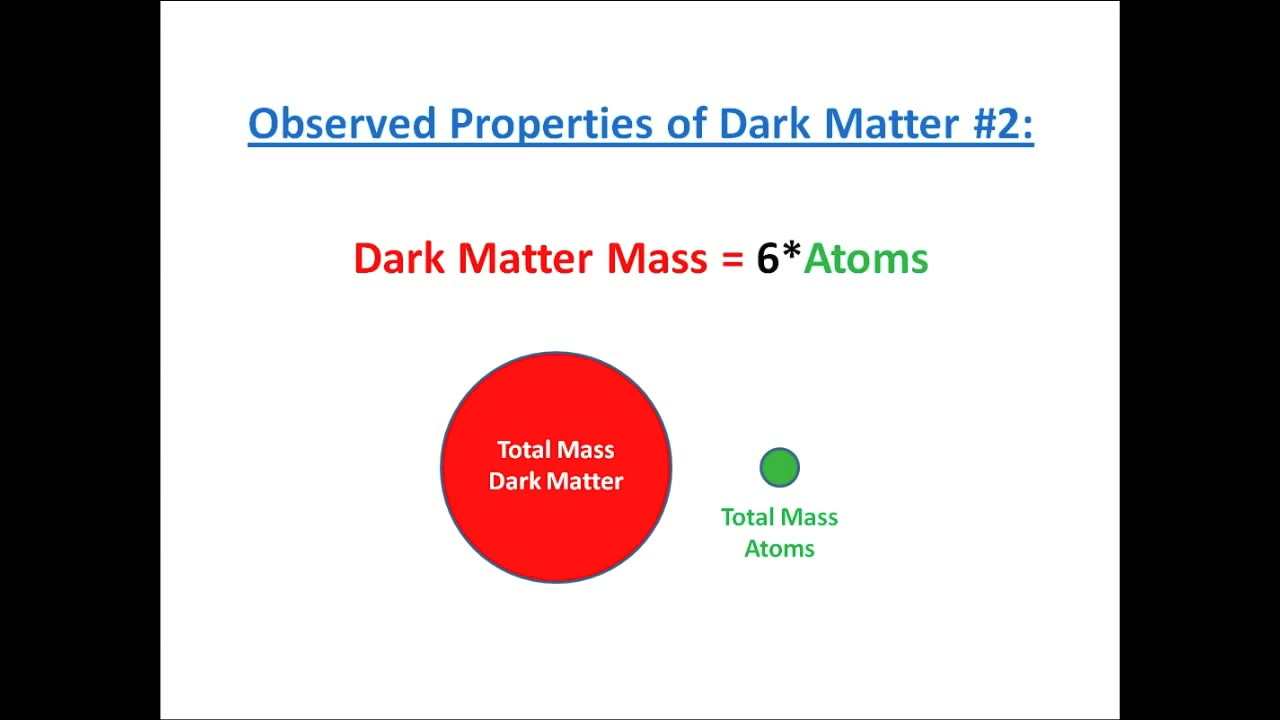 Observed Properties of Dark Matter #2:
Dark Matter Mass = 6*Atoms
Total Mass
Dark Matter
Total Mass
Atoms